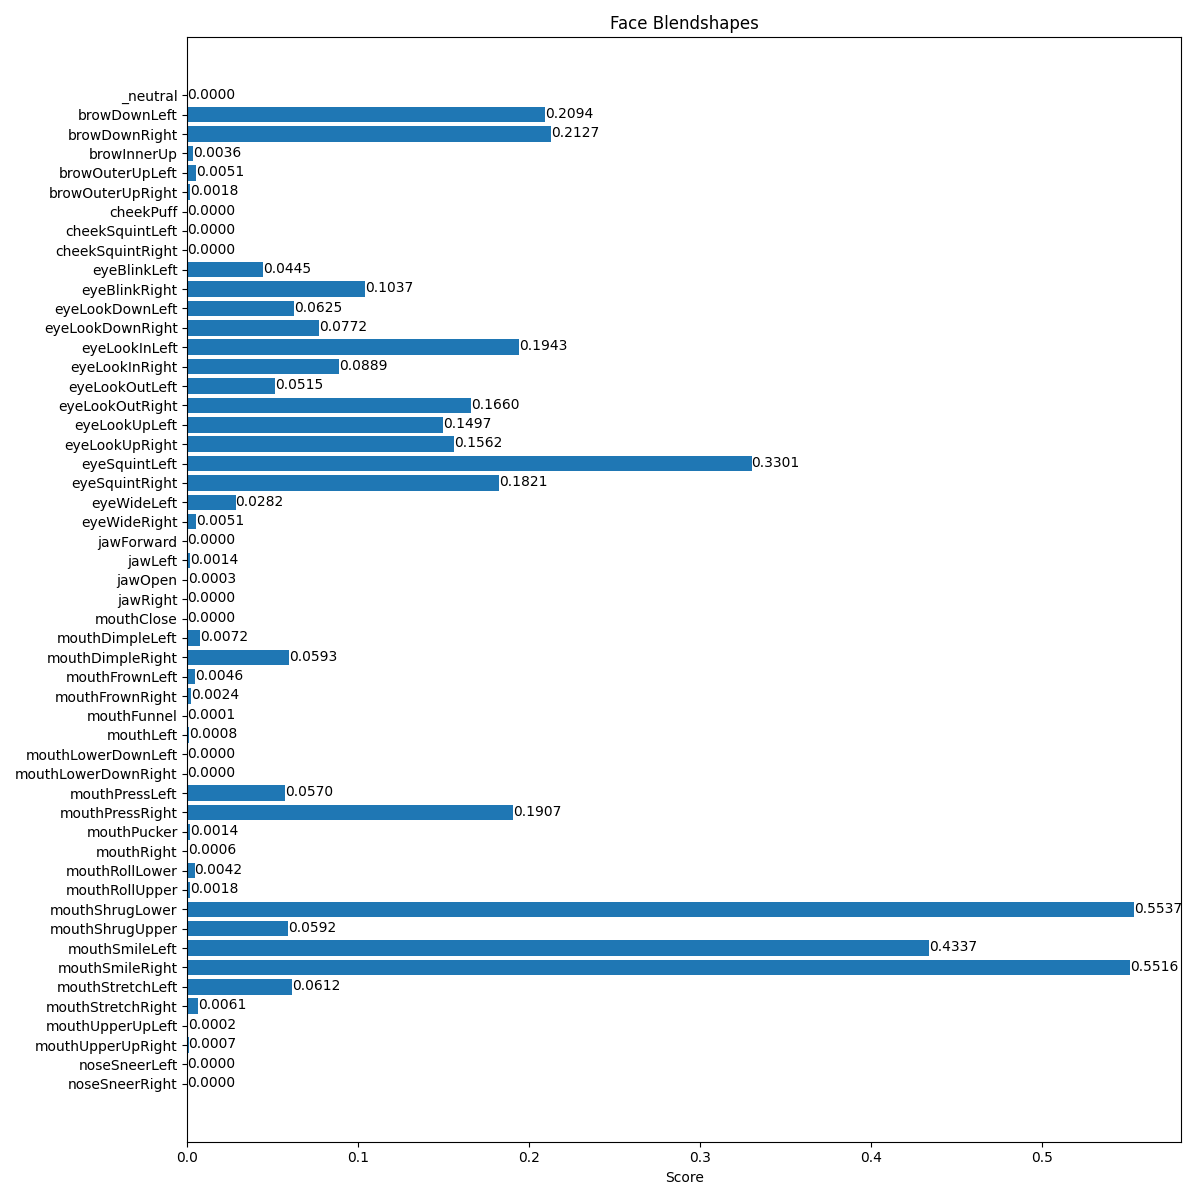 Face Blendshapes
_neutral 0.0000
browDownLeft 0.2094
browDownRight 0.2127
browInnerUp 0.0036
browOuterUpLeft 0.0051
browOuterUpRight 0.0018
cheekPuff 0.0000
cheekSquintLeft 0.0000
cheekSquintRight 0.0000
eyeBlinkLeft 0.0445
eyeBlinkRight 0.1037
eyeLookDownLeft 0.0625
eyeLookDownRight 0.0772
eyeLookInLeft 0.1943
eyeLookInRight 0.0889
eyeLookOutLeft 0.0515
eyeLookOutRight 0.1660
eyeLookUpLeft 0.1497
eyeLookUpRight 0.1562
eyeSquintLeft 0.3301
eyeSquintRight 0.1821
eyeWideLeft 0.0282
eyeWideRight 0.0051
jawForward 0.0000
jawLeft 0.0014
jawOpen 0.0003
jawRight 0.0000
mouthClose 0.0000
mouthDimpleLeft 0.0072
mouthDimpleRight 0.0593
mouthFrownLeft 0.0046
mouthFrownRight 0.0024
mouthFunnel 0.0001
mouthLeft 0.0008
mouthLowerDownLeft 0.0000
mouthLowerDownRight 0.0000
mouthPressLeft 0.0570
mouthPressRight 0.1907
mouthPucker 0.0014
mouthRight 0.0006
mouthRollLower 0.0042
mouthRollUpper 0.0018
mouthShrugLower 0.5537
mouthShrugUpper 0.0592
mouthSmileLeft 0.4337
mouthSmileRight 0.5516
mouthStretchLeft 0.0612
mouthStretchRight 0.0061
mouthUpperUpLeft 0.0002
mouthUpperUpRight 0.0007
noseSneerLeft 0.0000
noseSneerRight 0.0000
0.0 0.1 0.2 0.3 0.4 0.5
Score